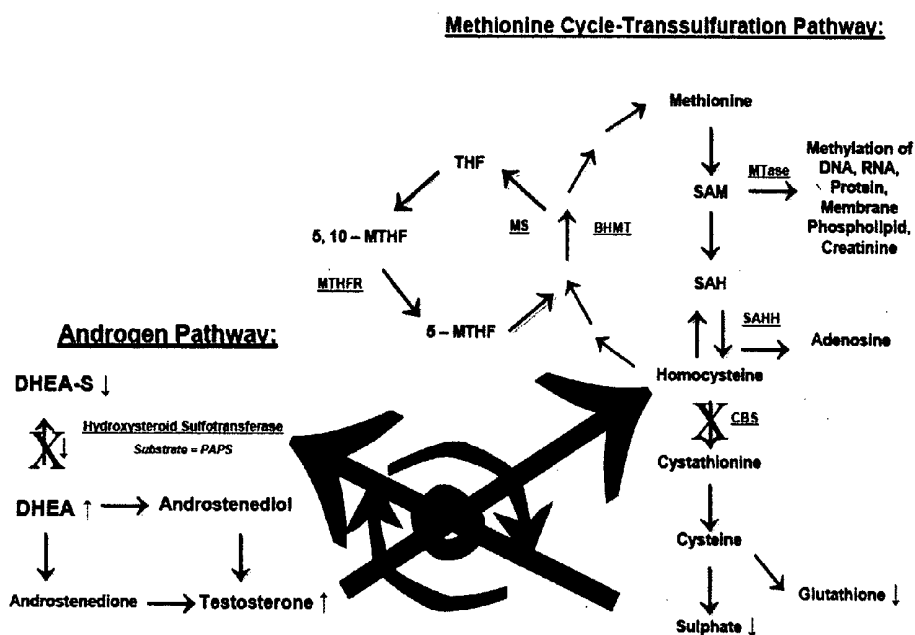 Methionine Cycle-Transsulfuration Pathway:
Methionine
Methylation of
DNA, RNA,
Protein,
Membrane
Phospholipid,
Creatinine
MTase
THF
SAM
5, 10 – MTHF
MS
BHMT
MTHFR
SAH
5 – MTHF
SAHH
Adenosine
Androgen Pathway:
Homocysteine
DHEA-S ↓
X
CBS
Hydroxysteroid Sulfotransferase
X ↓
Substrate = PAPS
Cystathionine
DHEA ↑
Androstenediol
Cysteine
Androstenedione
Testosterone ↑
Glutathione ↓
Sulphate ↓